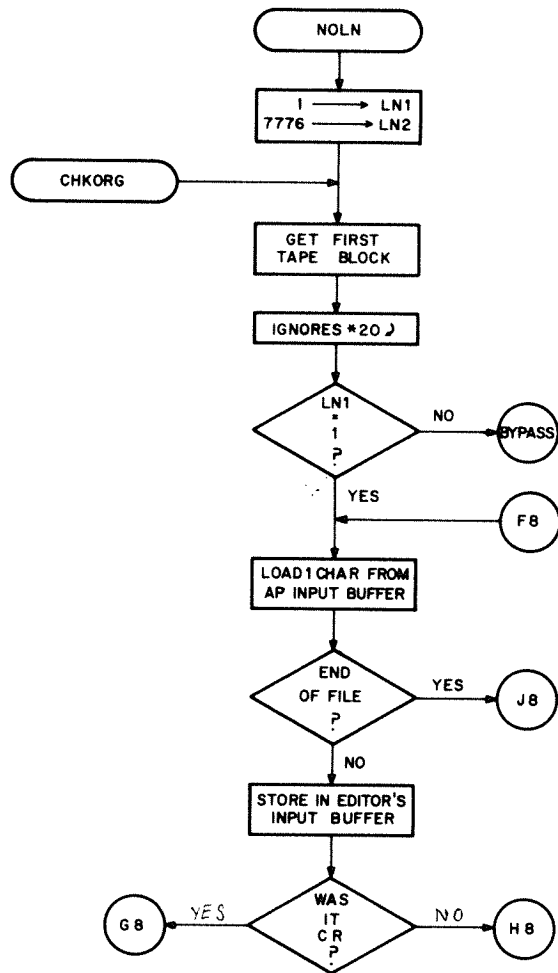 NOLN
1 → LN1
7776 → LN2
CHKORG
GET FIRST
TAPE BLOCK
IGNORES *20
LN1
*
1
?
NO
BYPASS
YES
F8
LOAD 1 CHAR FROM
AP INPUT BUFFER
END
OF FILE
?
YES
J8
NO
STORE IN EDITOR'S
INPUT BUFFER
WAS
IT
CR
?
YES
G8
NO
H8